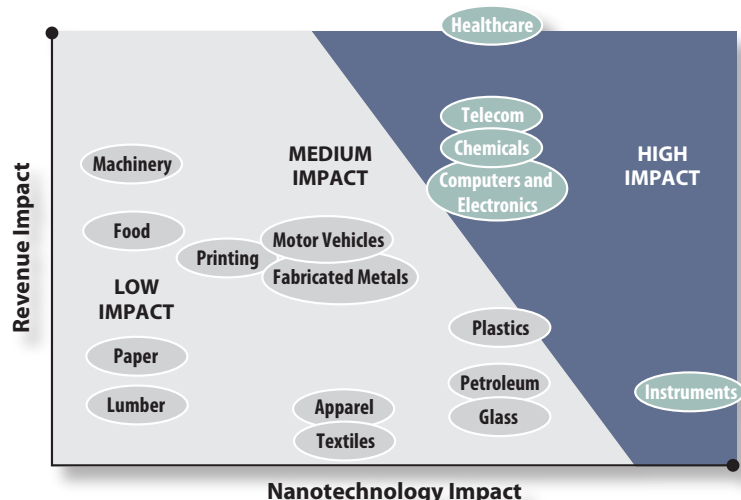 Healthcare
Telecom
Chemicals
Computers and
Electronics
HIGH
IMPACT
MEDIUM
IMPACT
Machinery
Food
Printing
Motor Vehicles
Fabricated Metals
LOW
IMPACT
Plastics
Paper
Petroleum
Instruments
Lumber
Apparel
Glass
Textiles
Revenue Impact
Nanotechnology Impact